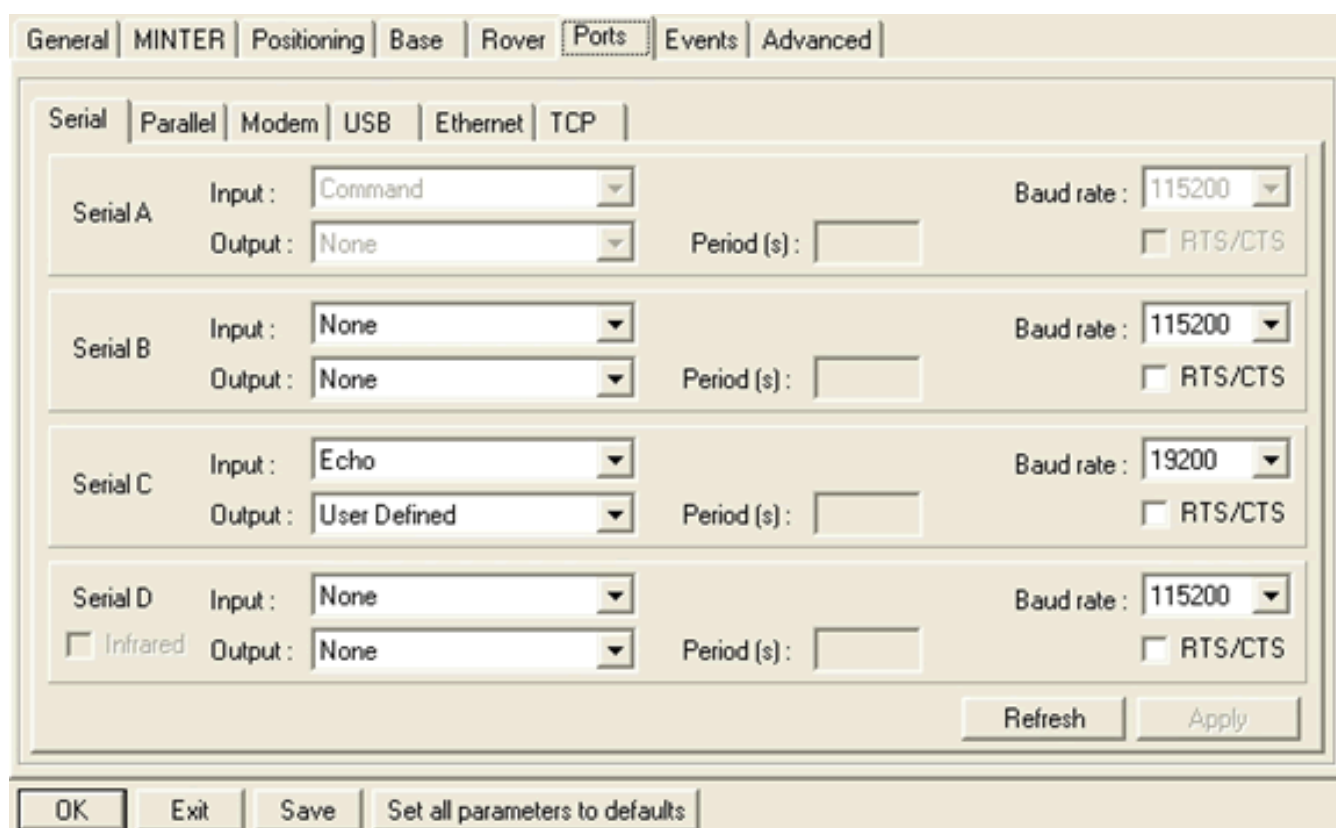 General MINTER Positioning Base Rover Ports Events Advanced
Serial Parallel Modem USB Ethernet TCP
Serial A Input : Command Baud rate : 115200
Output : None Period (s) : RTS/CTS
Serial B Input : None Baud rate : 115200
Output : None Period (s) : RTS/CTS
Serial C Input : Echo Baud rate : 19200
Output : User Defined Period (s) : RTS/CTS
Serial D Input : None Baud rate : 115200
Infrared Output : None Period (s) : RTS/CTS
Refresh Apply
OK Exit Save Set all parameters to defaults